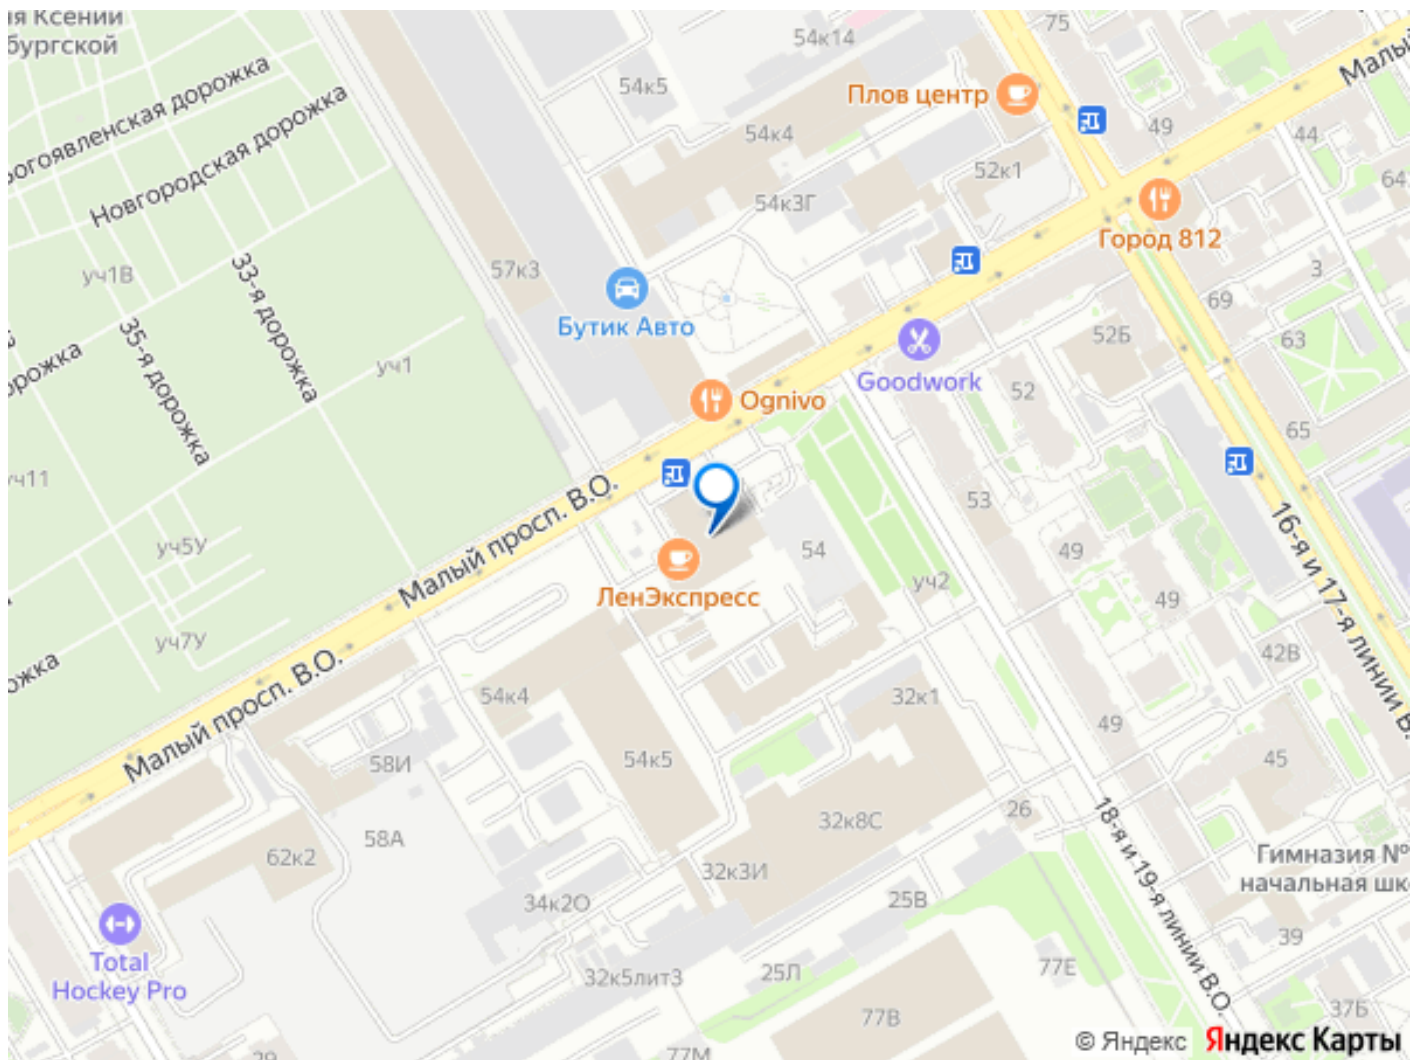 ия Ксении
бургской
54к14
75
Малый
54к5
Плов центр
огоявленская дорожка
Новгородская дорожка
54к4
49
44
52к1
64
54к3Г
Город 812
уч1В
33-я дорожка
57к3
3
69
Бутик Авто
35-я дорожка
52Б
63
орожка
уч1
Goodwork
52
Ognivo
65
уч11
Малый просп. В.О.
53
16-я и 17-я линии В.
уч5У
54
49
ЛенЭкспресс
уч2
49
уч7У
ожка
42В
Малый просп. В.О.
54к4
32к1
49
58И
54к5
45
18-я и 19-я линии В.О.
26
32к8С
58А
62к2
Гимназия №
начальная шк
32к3И
34к2О
25В
39
Total
Hockey Pro
32к5лит3
25Л
77Е
37Б
77В
© Яндекс Яндекс Карты
29
77М